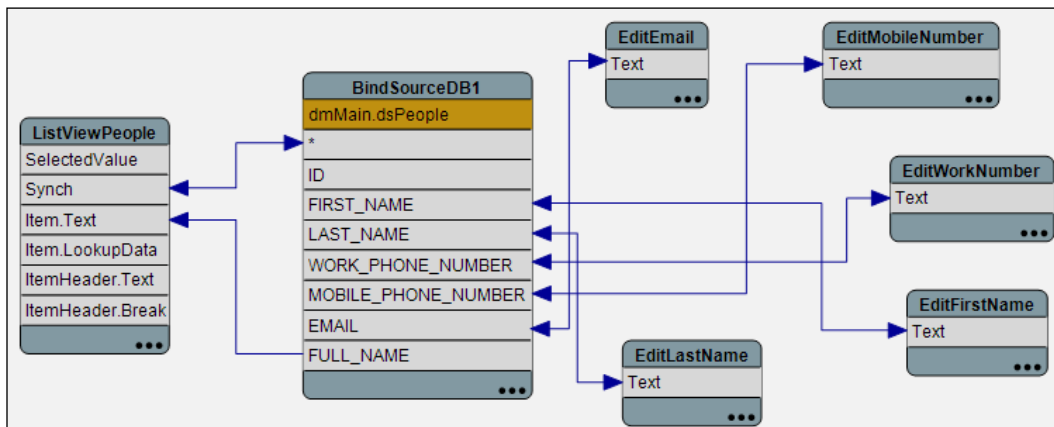 ListViewPeople
SelectedValue
Synch
Item.Text
Item.LookupData
ItemHeader.Text
ItemHeader.Break
BindSourceDB1
dmMain.dsPeople
*
ID
FIRST_NAME
LAST_NAME
WORK_PHONE_NUMBER
MOBILE_PHONE_NUMBER
EMAIL
FULL_NAME
EditEmail
Text
EditMobileNumber
Text
EditWorkNumber
Text
EditFirstName
Text
EditLastName
Text